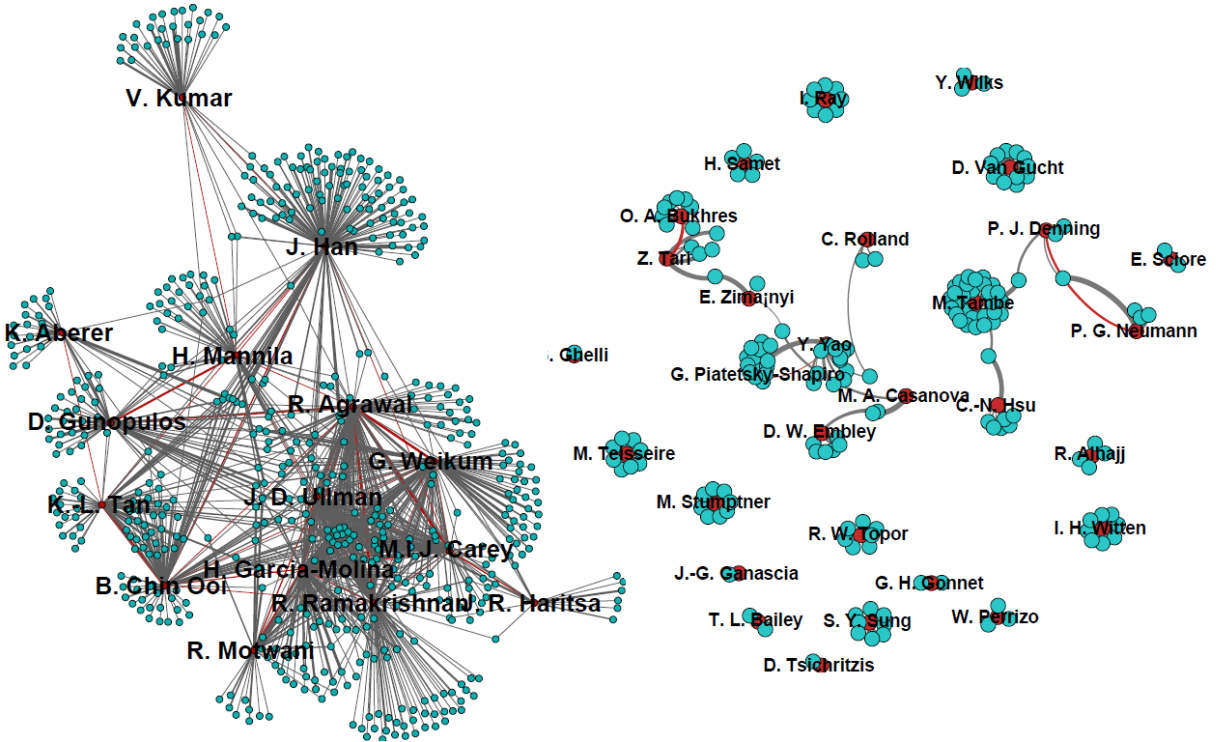 V. Kumar
J. Han
K. Aberer
H. Mannila
D. Gunopulos
R. Agrawal
G. Weikum
K.-L. Tan
J. D. Ullman
M.I.J. Carey
H. Garcia-Molina
B. Chin Ooi
R. Ramakrishnan
J. R. Haritsa
R. Motwani
I. Ray
Y. Wilks
H. Samet
D. Van Gucht
O. A. Bukhres
C. Rolland
P. J. Denning
Z. Tari
E. Sciore
E. Zima¡nyi
M. Tambe
P. G. Neumann
Y. Yao
. Ghelli
G. Piatetsky-Shapiro
M. A. Casanova
C.-N. Hsu
D. W. Embley
M. Teisseire
R. Alhajj
M. Stumptner
R. W. Topor
I. H. Witten
J.-G. Ganascia
G. H. Gonnet
T. L. Bailey
S. Y. Sung
W. Perrizo
D. Tsichritzis